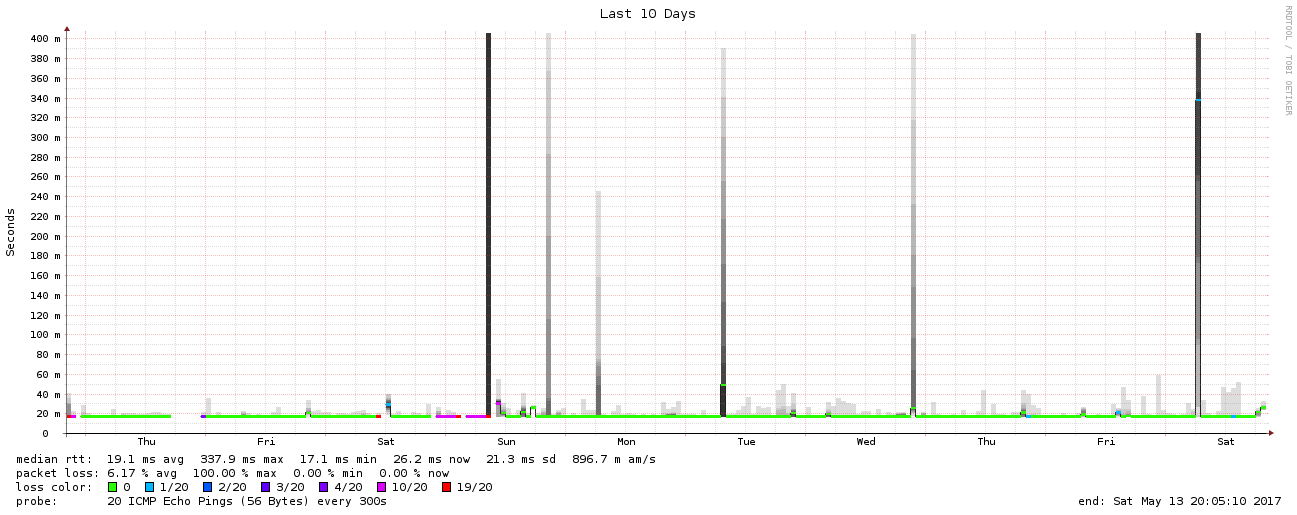 Last 10 Days
RRDTOOL / TOBI OETIKER
Seconds
400 m
380 m
360 m
340 m
320 m
300 m
280 m
260 m
240 m
220 m
200 m
180 m
160 m
140 m
120 m
100 m
80 m
60 m
40 m
20 m
0
Thu Fri Sat Sun Mon Tue Wed Thu Fri Sat
median rtt: 19.1 ms avg 337.9 ms max 17.1 ms min 26.2 ms now 21.3 ms sd 896.7 m am/s
packet loss: 6.17 % avg 100.00 % max 0.00 % min 0.00 % now
loss color: 0 1/20 2/20 3/20 4/20 10/20 19/20
probe: 20 ICMP Echo Pings (56 Bytes) every 300s end: Sat May 13 20:05:10 2017